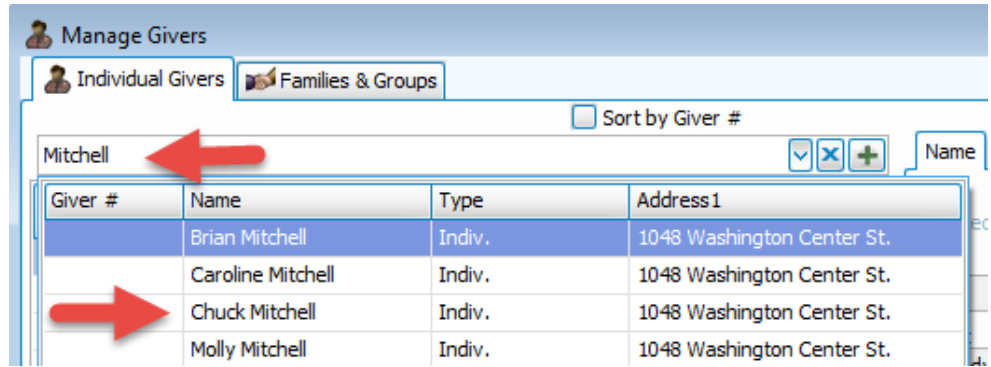 Manage Givers
Individual Givers Families & Groups
Sort by Giver #
Mitchell
Name
Giver # Name Type Address1
Brian Mitchell Indiv. 1048 Washington Center St.
Caroline Mitchell Indiv. 1048 Washington Center St.
Chuck Mitchell Indiv. 1048 Washington Center St.
Molly Mitchell Indiv. 1048 Washington Center St.